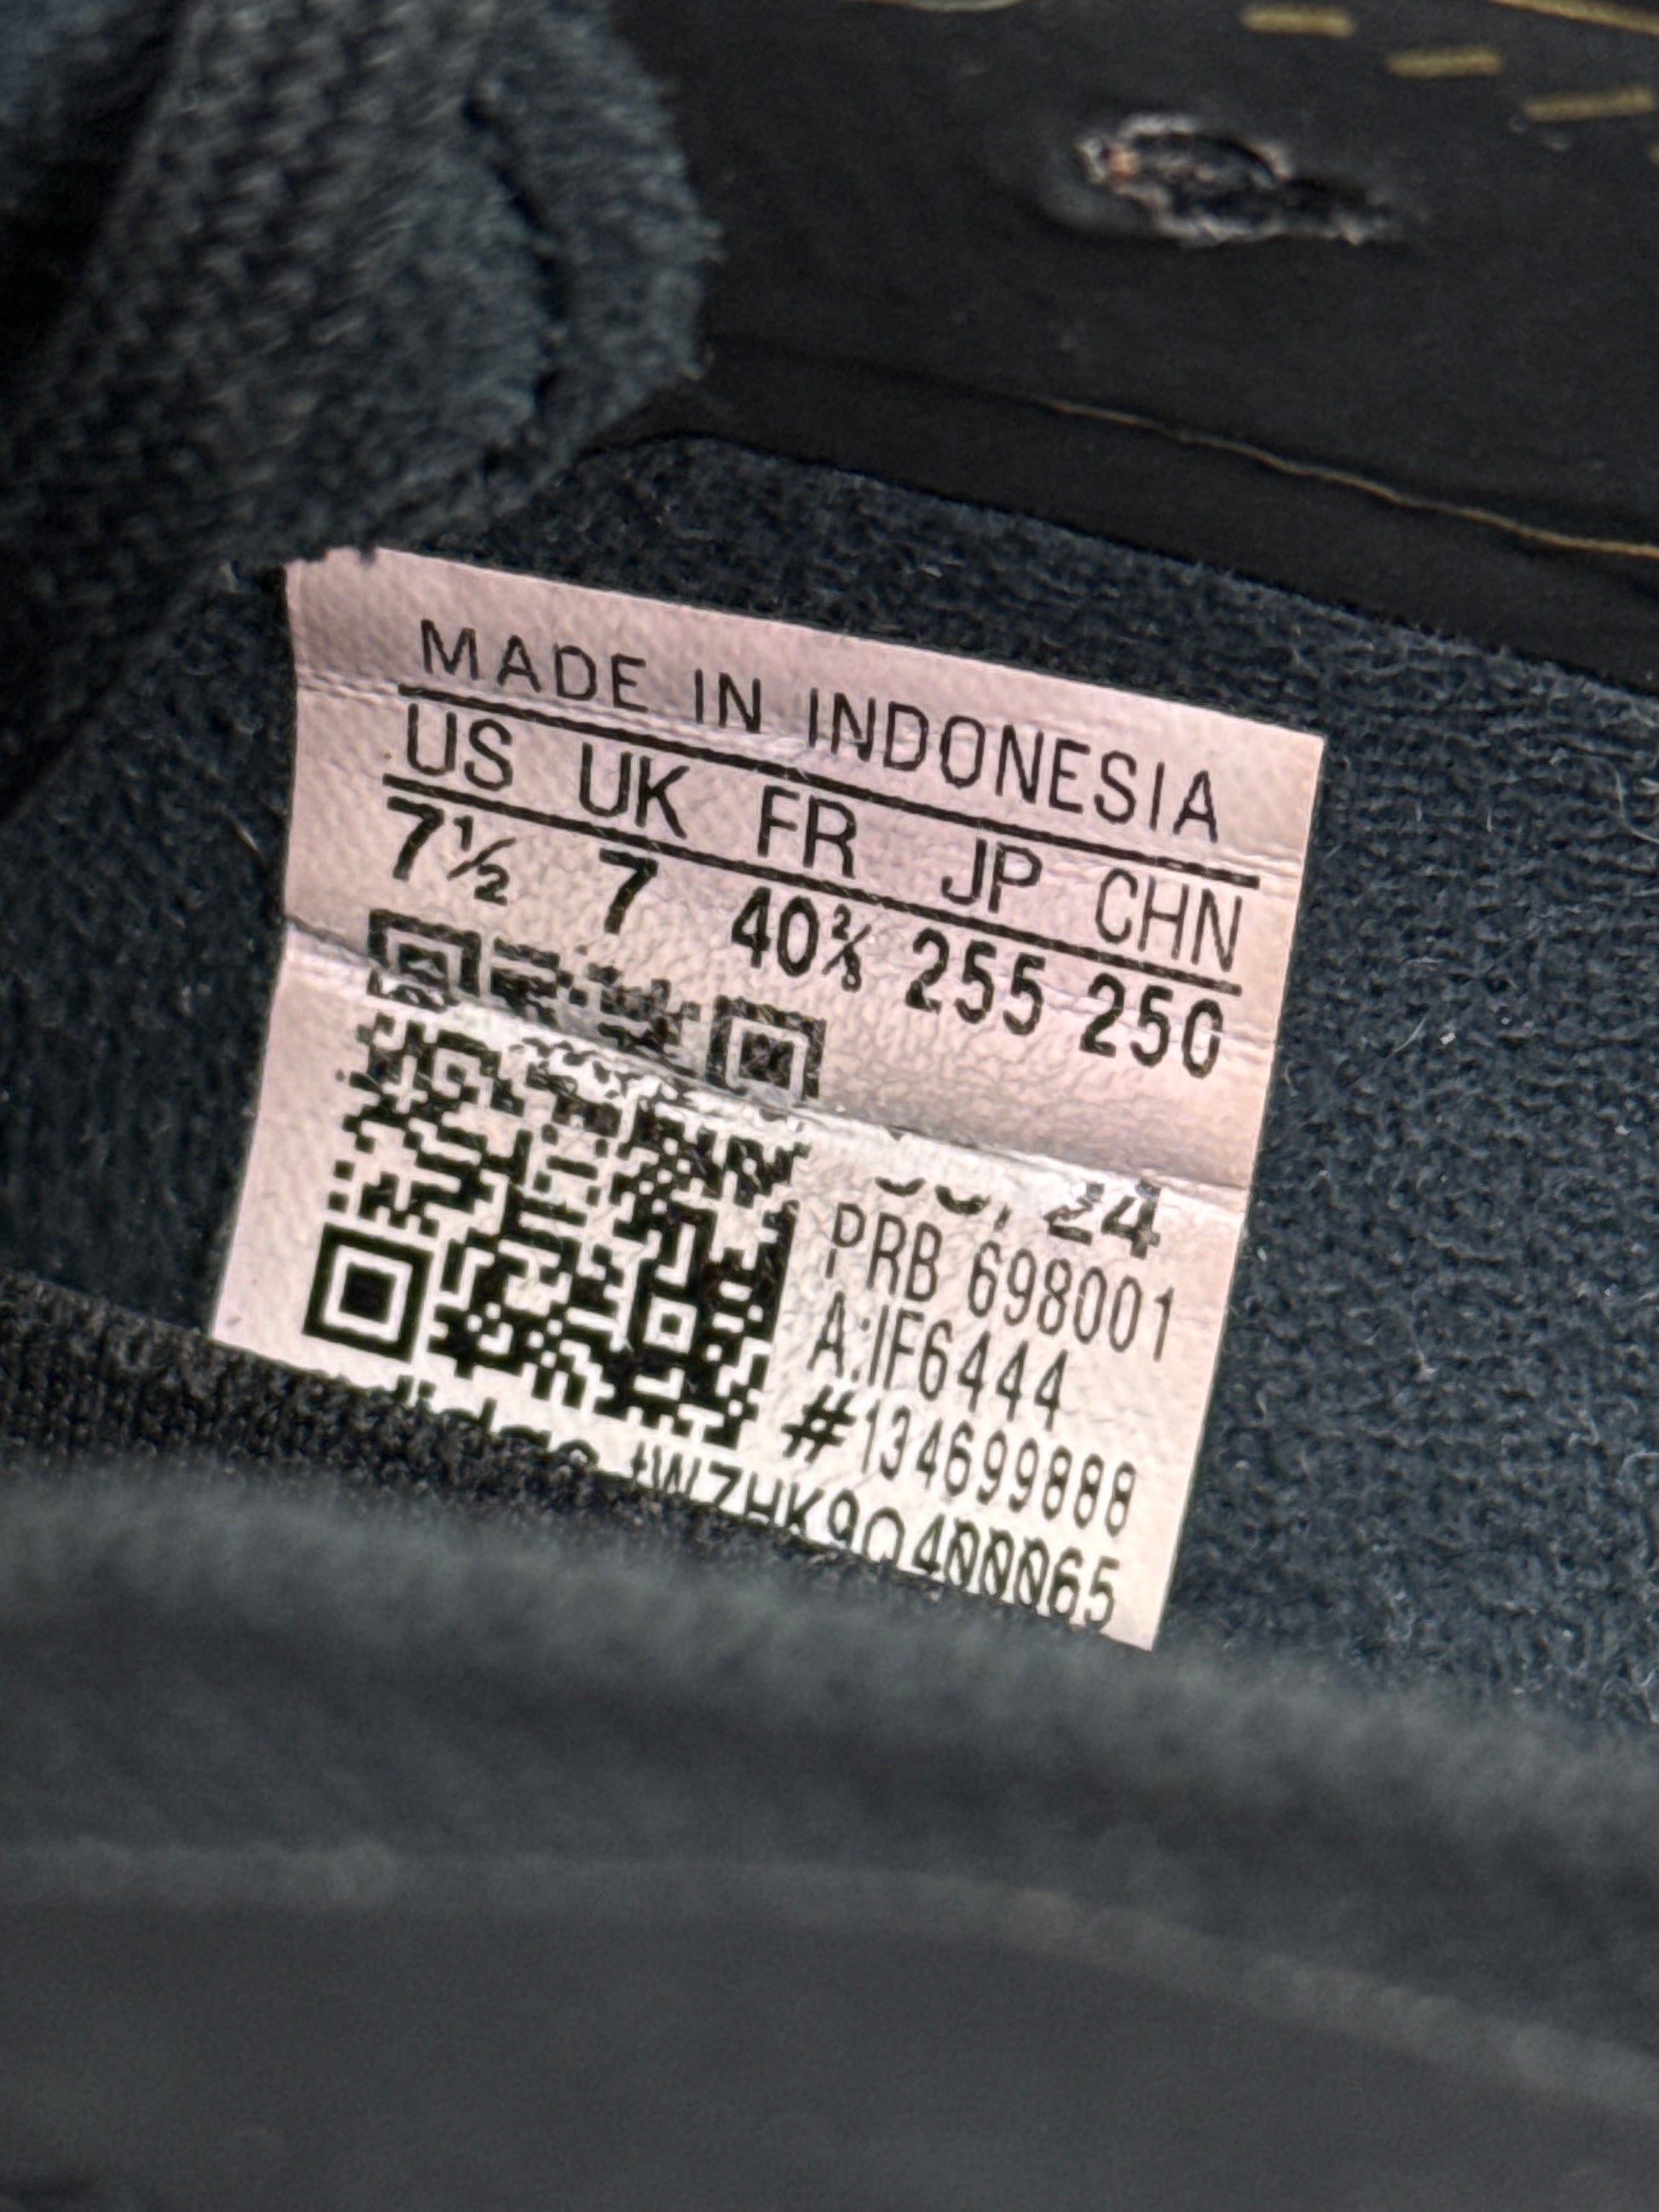 MADE IN INDONESIA
US UK FR JP CHN
7½ 7 40⅔ 255 250
24
PRB 698001
A:IF6444
#134699888